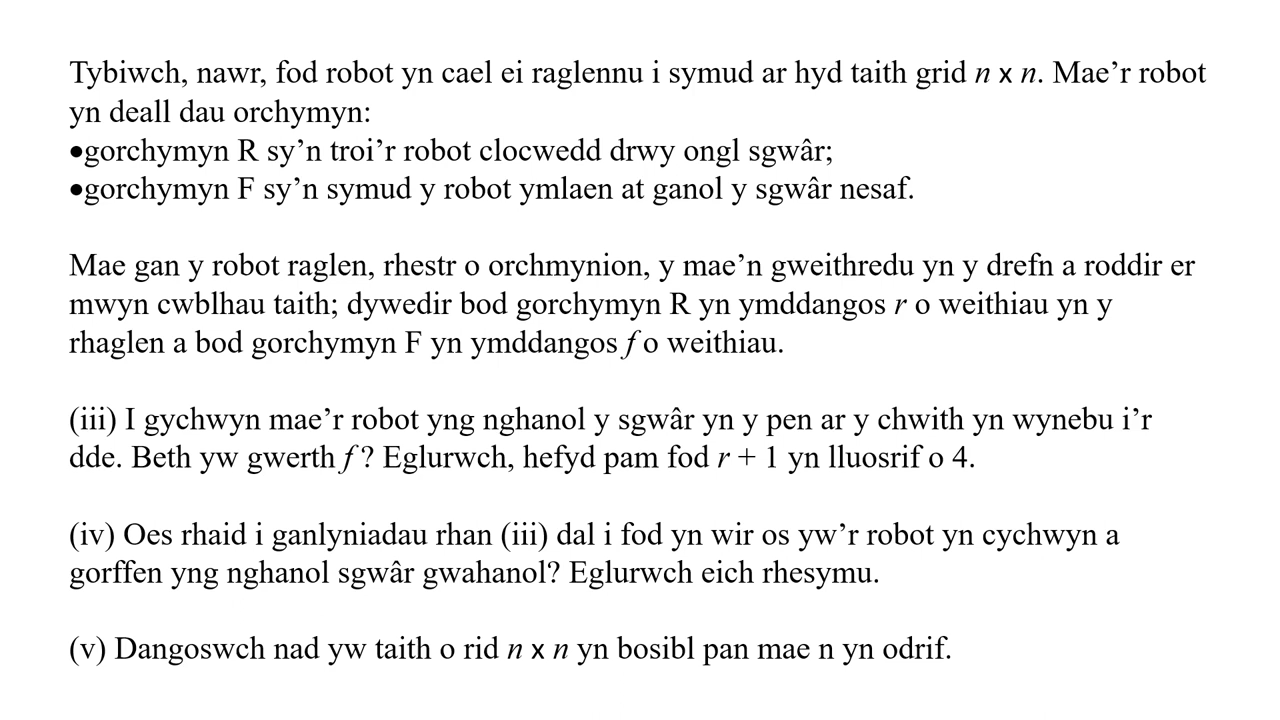 Tybiwch, nawr, fod robot yn cael ei raglennu i symud ar hyd taith grid n x n. Mae’r robot
yn deall dau orchymyn:
•gorchymyn R sy’n troi’r robot clocwedd drwy ongl sgwâr;
•gorchymyn F sy’n symud y robot ymlaen at ganol y sgwâr nesaf.
Mae gan y robot raglen, rhestr o orchmynion, y mae’n gweithredu yn y drefn a roddir er
mwyn cwblhau taith; dywedir bod gorchymyn R yn ymddangos r o weithiau yn y
rhaglen a bod gorchymyn F yn ymddangos f o weithiau.
(iii) I gychwyn mae’r robot yng nghanol y sgwâr yn y pen ar y chwith yn wynebu i’r
dde. Beth yw gwerth f ? Eglurwch, hefyd pam fod r + 1 yn lluosrif o 4.
(iv) Oes rhaid i ganlyniadau rhan (iii) dal i fod yn wir os yw’r robot yn cychwyn a
gorffen yng nghanol sgwâr gwahanol? Eglurwch eich rhesymu.
(v) Dangoswch nad yw taith o rid n x n yn bosibl pan mae n yn odrif.